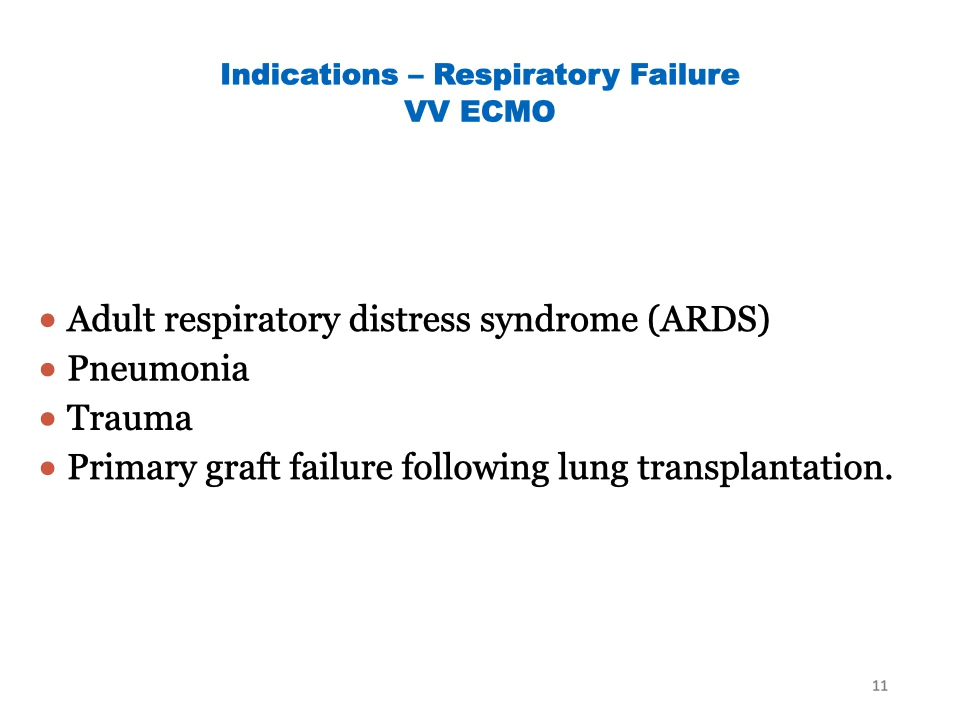 Indications – Respiratory Failure
VV ECMO
• Adult respiratory distress syndrome (ARDS)
• Pneumonia
• Trauma
• Primary graft failure following lung transplantation.
11